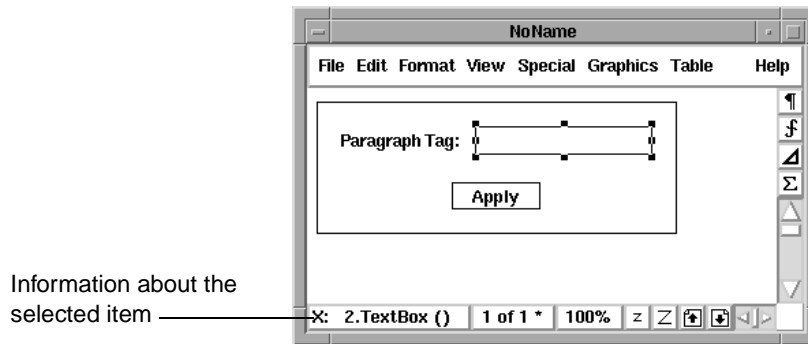 NoName
File Edit Format View Special Graphics Table Help
¶
Paragraph Tag:
Apply
Σ
Information about the
selected item
X: 2.TextBox () 1 of 1 * 100% z Z